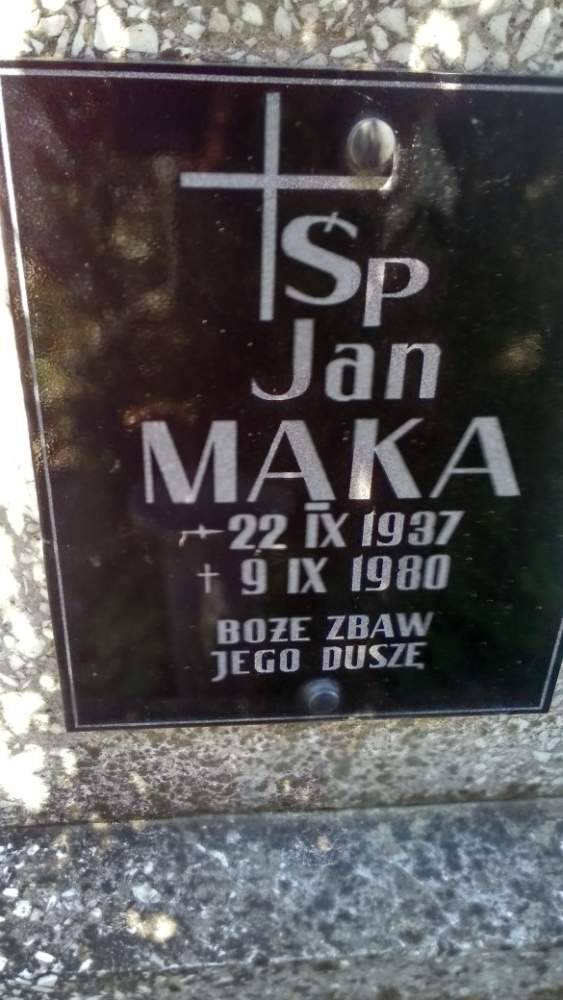 ŚP
Jan
MAKA
22 IX 1937
† 9 IX 1980
BOŻE ZBAW
JEGO DUSZĘ